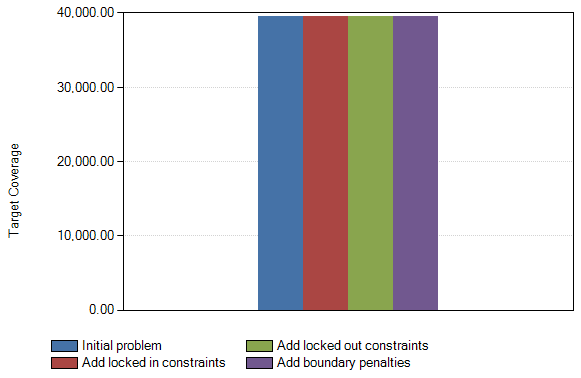 40,000.00
30,000.00
20,000.00
10,000.00
0.00
Target Coverage
Initial problem
Add locked out constraints
Add locked in constraints
Add boundary penalties